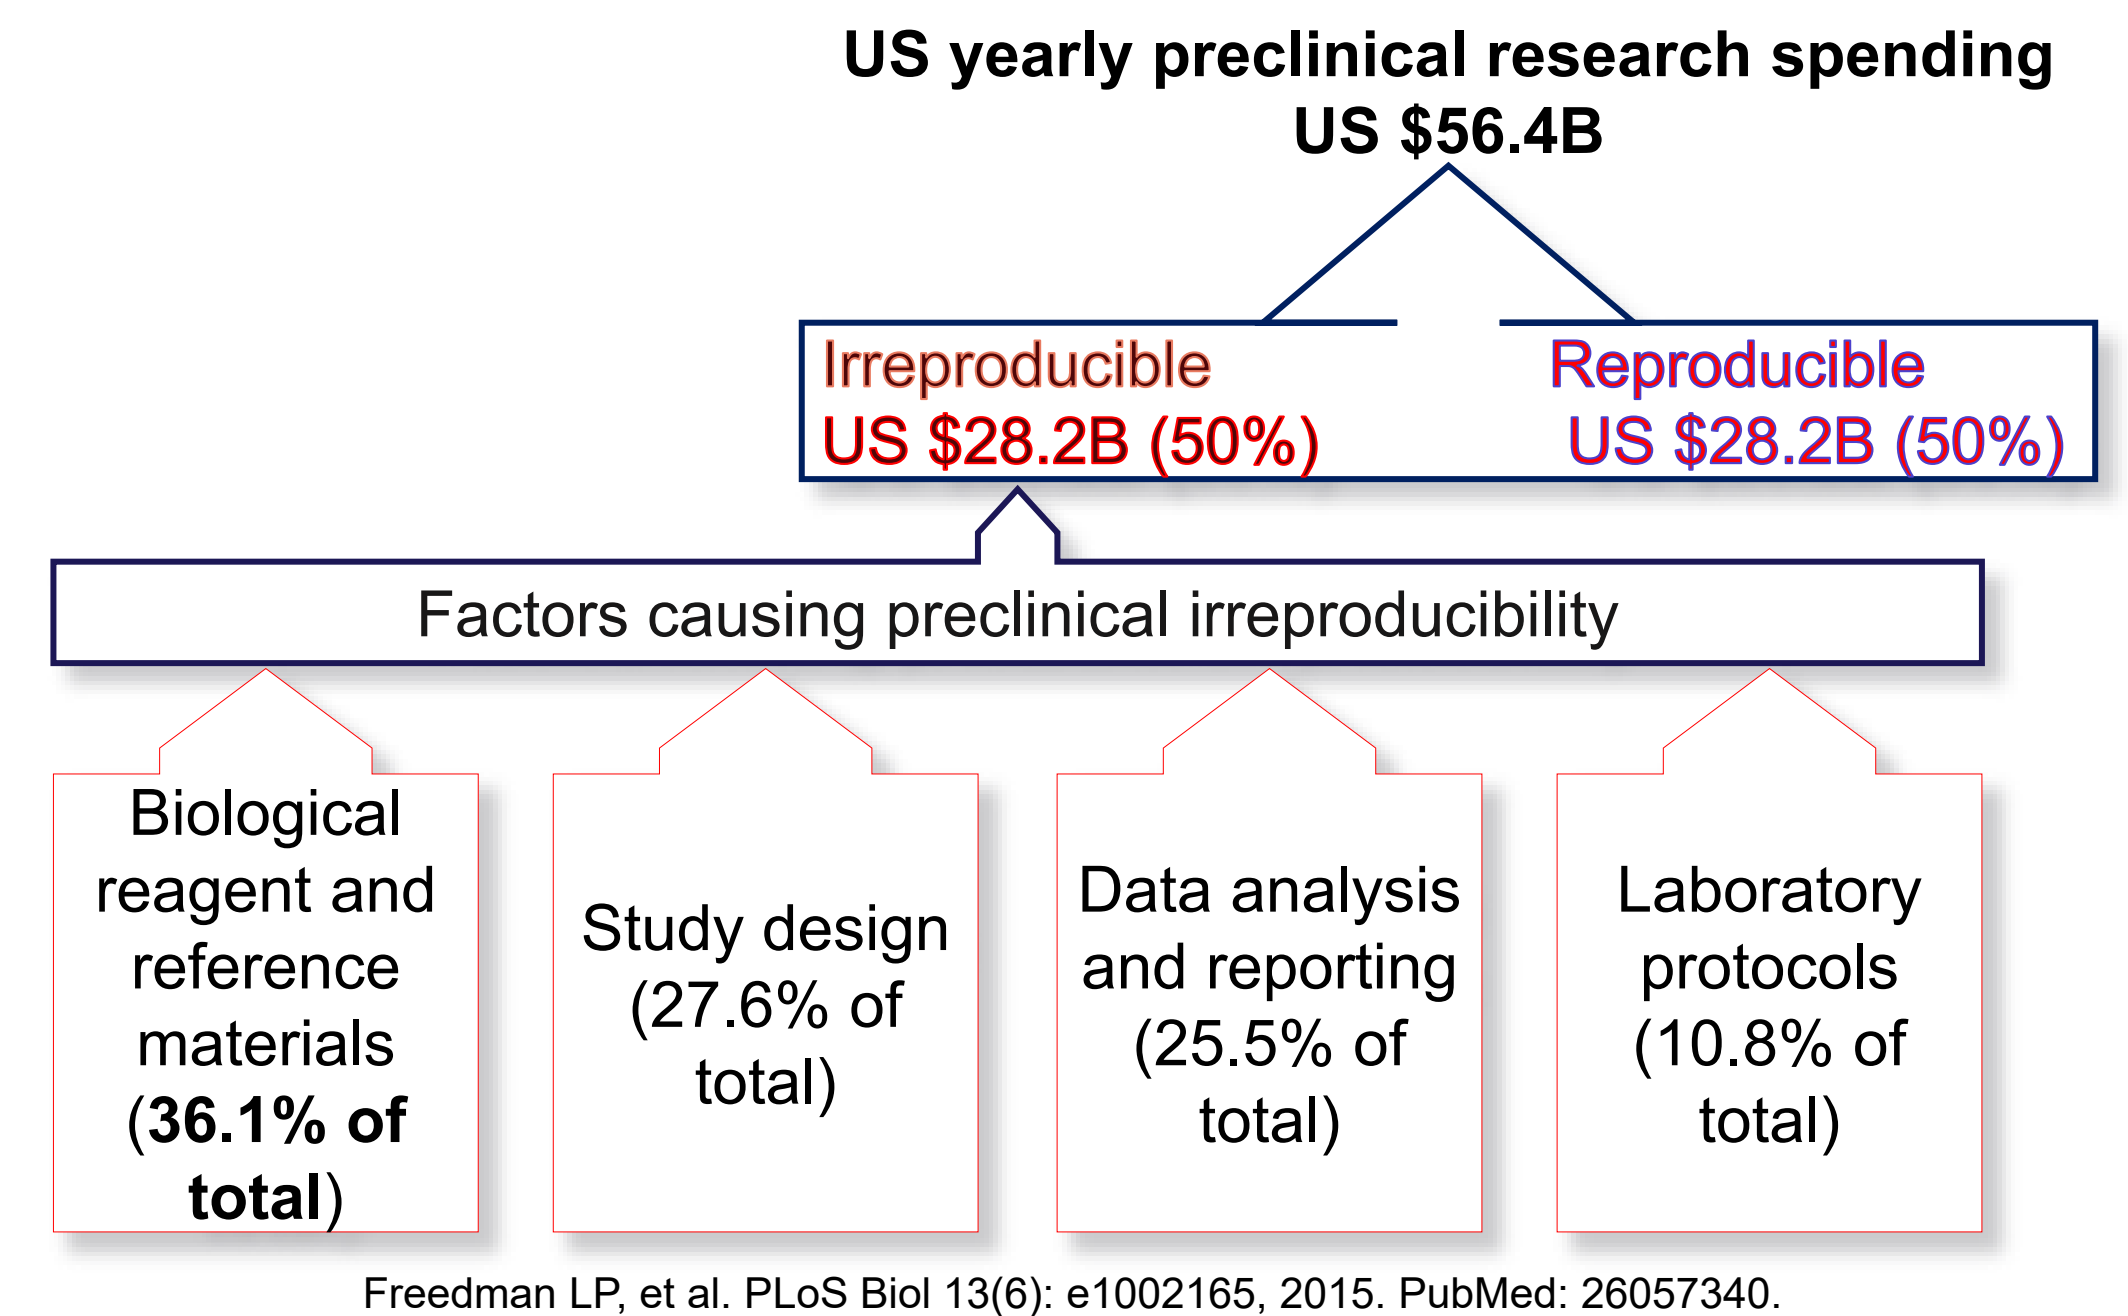 US yearly preclinical research spending
US $56.4B
Irreproducible
US $28.2B (50%)
Reproducible
US $28.2B (50%)
Factors causing preclinical irreproducibility
Biological
reagent and
reference
materials
(36.1% of
total)
Study design
(27.6% of
total)
Data analysis
and reporting
(25.5% of
total)
Laboratory
protocols
(10.8% of
total)
Freedman LP, et al. PLoS Biol 13(6): e1002165, 2015. PubMed: 26057340.